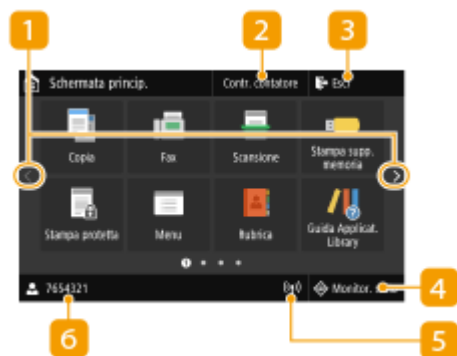 1
2
3
Schermata princip.
Contr. contatore
Esci
Copia
Fax
Scansione
Stampa supp.
memoria
Stampa protetta
Menu
Rubrica
Guida Applicat.
Library
7654321
Monitor.
4
6
5